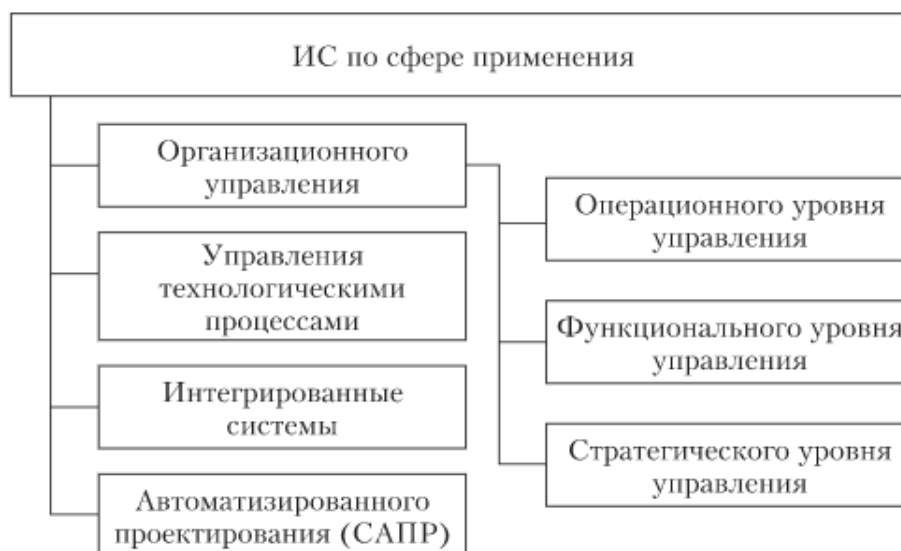 ИС по сфере применения
Организационного
управления
Управления
технологическими
процессами
Интегрированные
системы
Автоматизированного
проектирования (САПР)
Операционного уровня
управления
Функционального уровня
управления
Стратегического уровня
управления